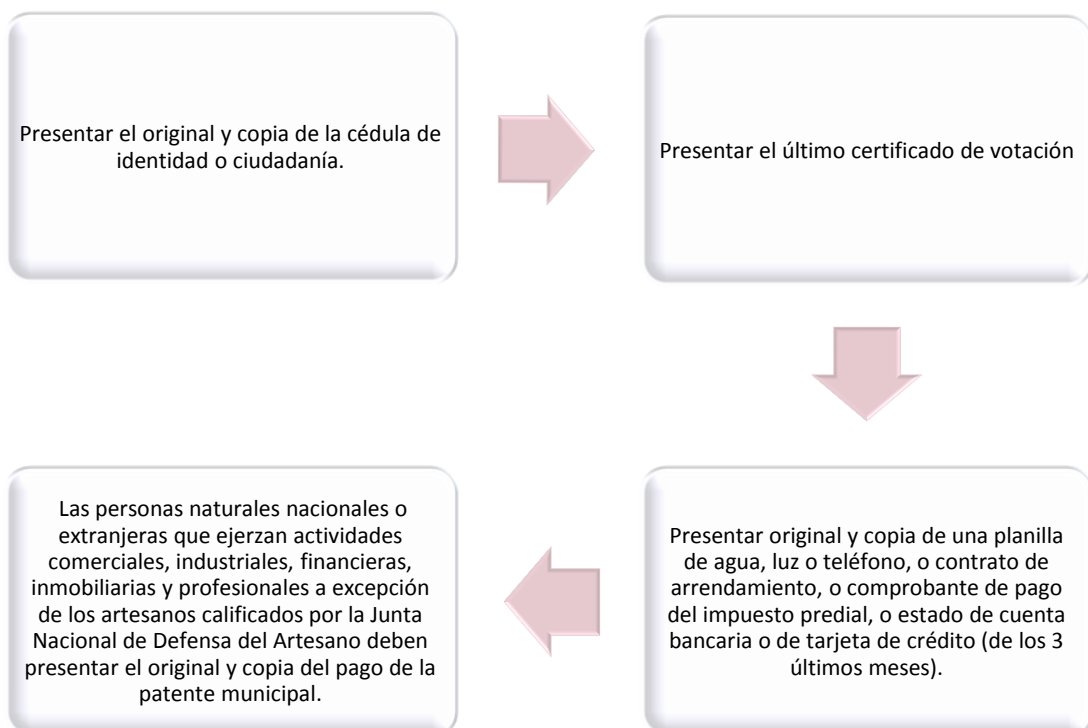 Presentar el original y copia de la cédula de
identidad o ciudadanía.
Presentar el último certificado de votación
Presentar original y copia de una planilla
de agua, luz o teléfono, o contrato de
arrendamiento, o comprobante de pago
del impuesto predial, o estado de cuenta
bancaria o de tarjeta de crédito (de los 3
últimos meses).
Las personas naturales nacionales o
extranjeras que ejerzan actividades
comerciales, industriales, financieras,
inmobiliarias y profesionales a excepción
de los artesanos calificados por la Junta
Nacional de Defensa del Artesano deben
presentar el original y copia del pago de la
patente municipal.